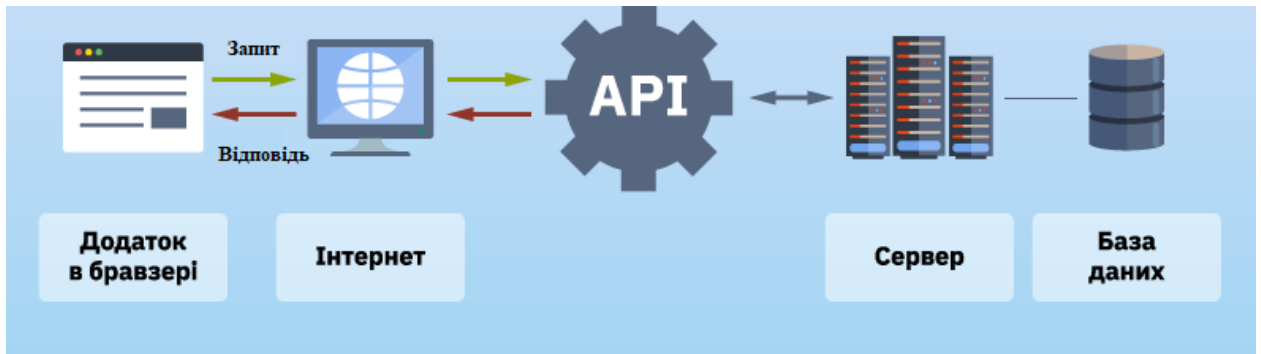 Запит
Відповідь
API
Додаток
в бравзері
Інтернет
Сервер
База
даних